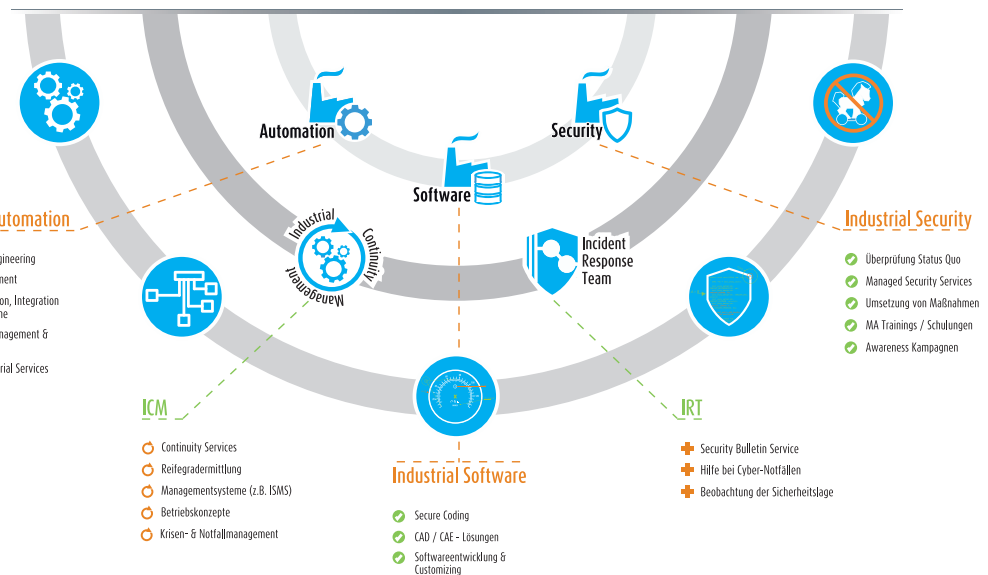 Automation
Security
Software
Industrial
Continuity
Management
Incident
Response
Team
utomation
gineering
ment
on, Integration
ne
nagement &
rial Services
Industrial Security
Überprüfung Status Quo
Managed Security Services
Umsetzung von Maßnahmen
MA Trainings / Schulungen
Awareness Kampagnen
ICM
Continuity Services
Reifegradermittlung
Managementsysteme (z.B. ISMS)
Betriebskonzepte
Krisen- & Notfallmanagement
Industrial Software
Secure Coding
CAD / CAE - Lösungen
Softwareentwicklung &
Customizing
IRT
Security Bulletin Service
Hilfe bei Cyber-Notfällen
Beobachtung der Sicherheitslage